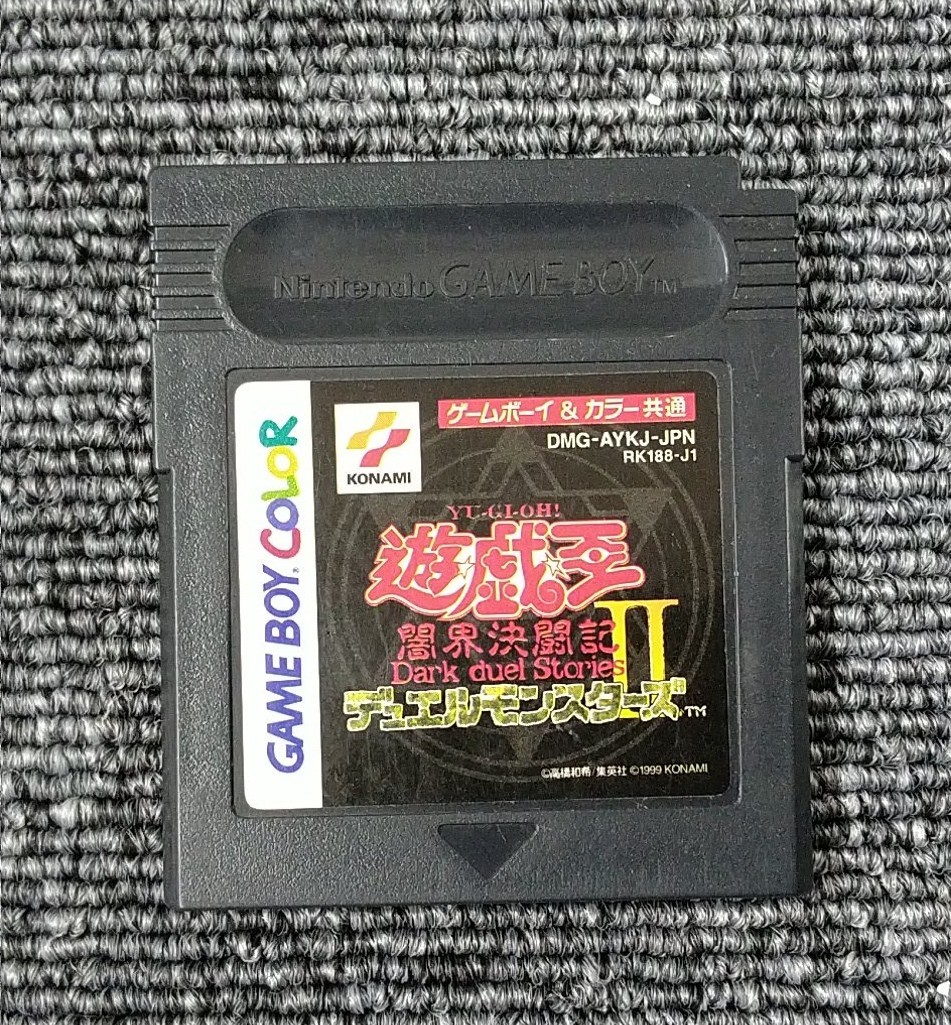 Nintendo GAME BOY™
GAME BOY® COLOR
KONAMI
ゲームボーイ & カラー共通
DMG-AYKJ-JPN
RK188-J1
YU-GI-OH!
遊☆戯☆王
闇界決闘記
Dark duel Stories
II
デュエルモンスターズ™
©高橋和希/集英社 ©1999 KONAMI